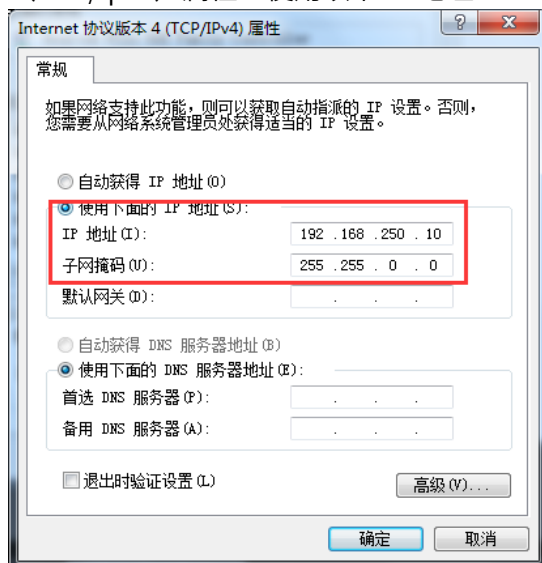 Internet 协议版本 4 (TCP/IPv4) 属性
常规
如果网络支持此功能，则可以获取自动指派的 IP 设置。否则，
您需要从网络系统管理员处获得适当的 IP 设置。
自动获得 IP 地址(O)
使用下面的 IP 地址(S):
IP 地址(I): 192 .168 .250 . 10
子网掩码(U): 255 .255 . 0 . 0
默认网关(D): . . .
自动获得 DNS 服务器地址(B)
使用下面的 DNS 服务器地址(E):
首选 DNS 服务器(P): . . .
备用 DNS 服务器(A): . . .
退出时验证设置(L)
高级(V)...
确定 取消